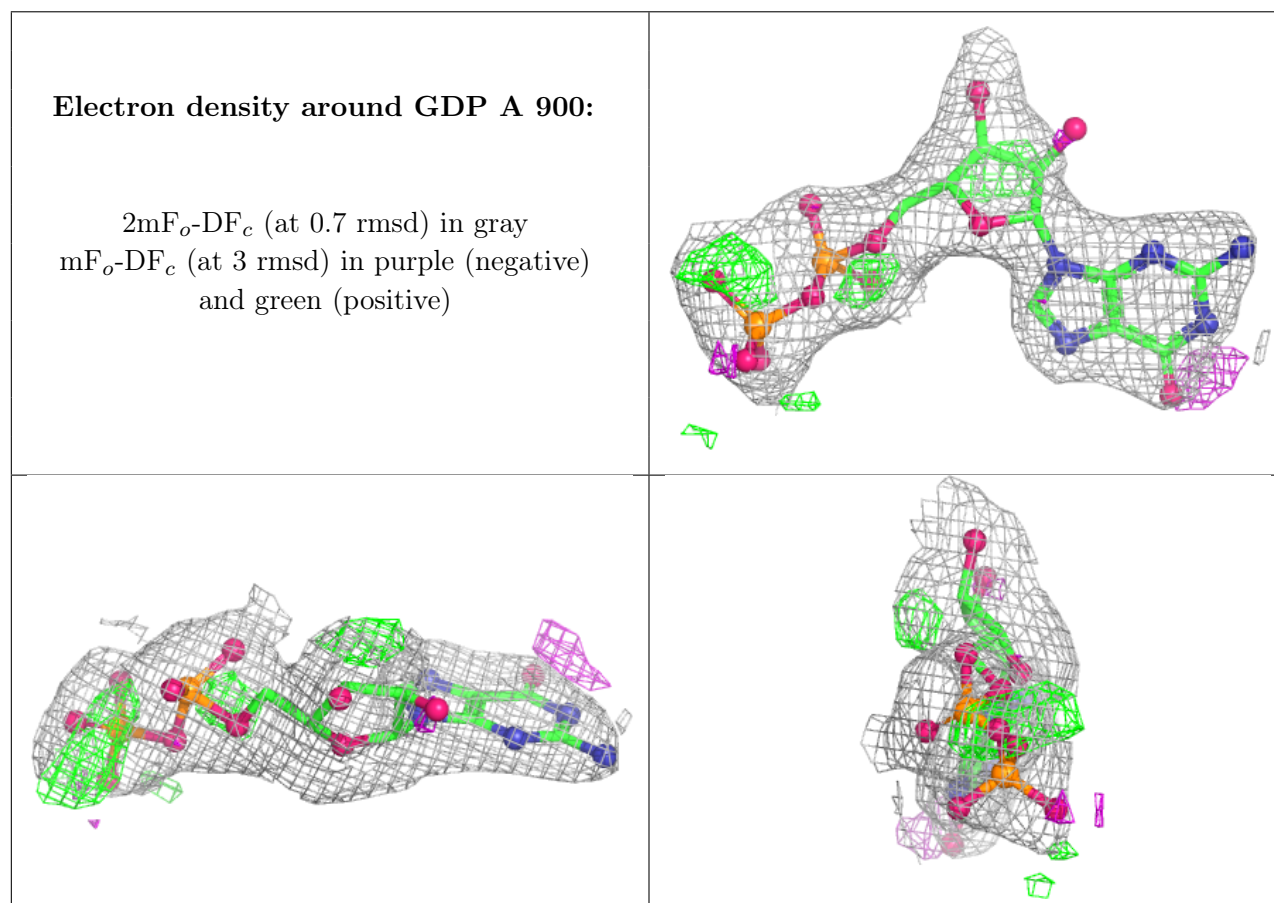 Electron density around GDP A 900:
2mFₒ-DF𝒸 (at 0.7 rmsd) in gray
mFₒ-DF𝒸 (at 3 rmsd) in purple (negative)
and green (positive)